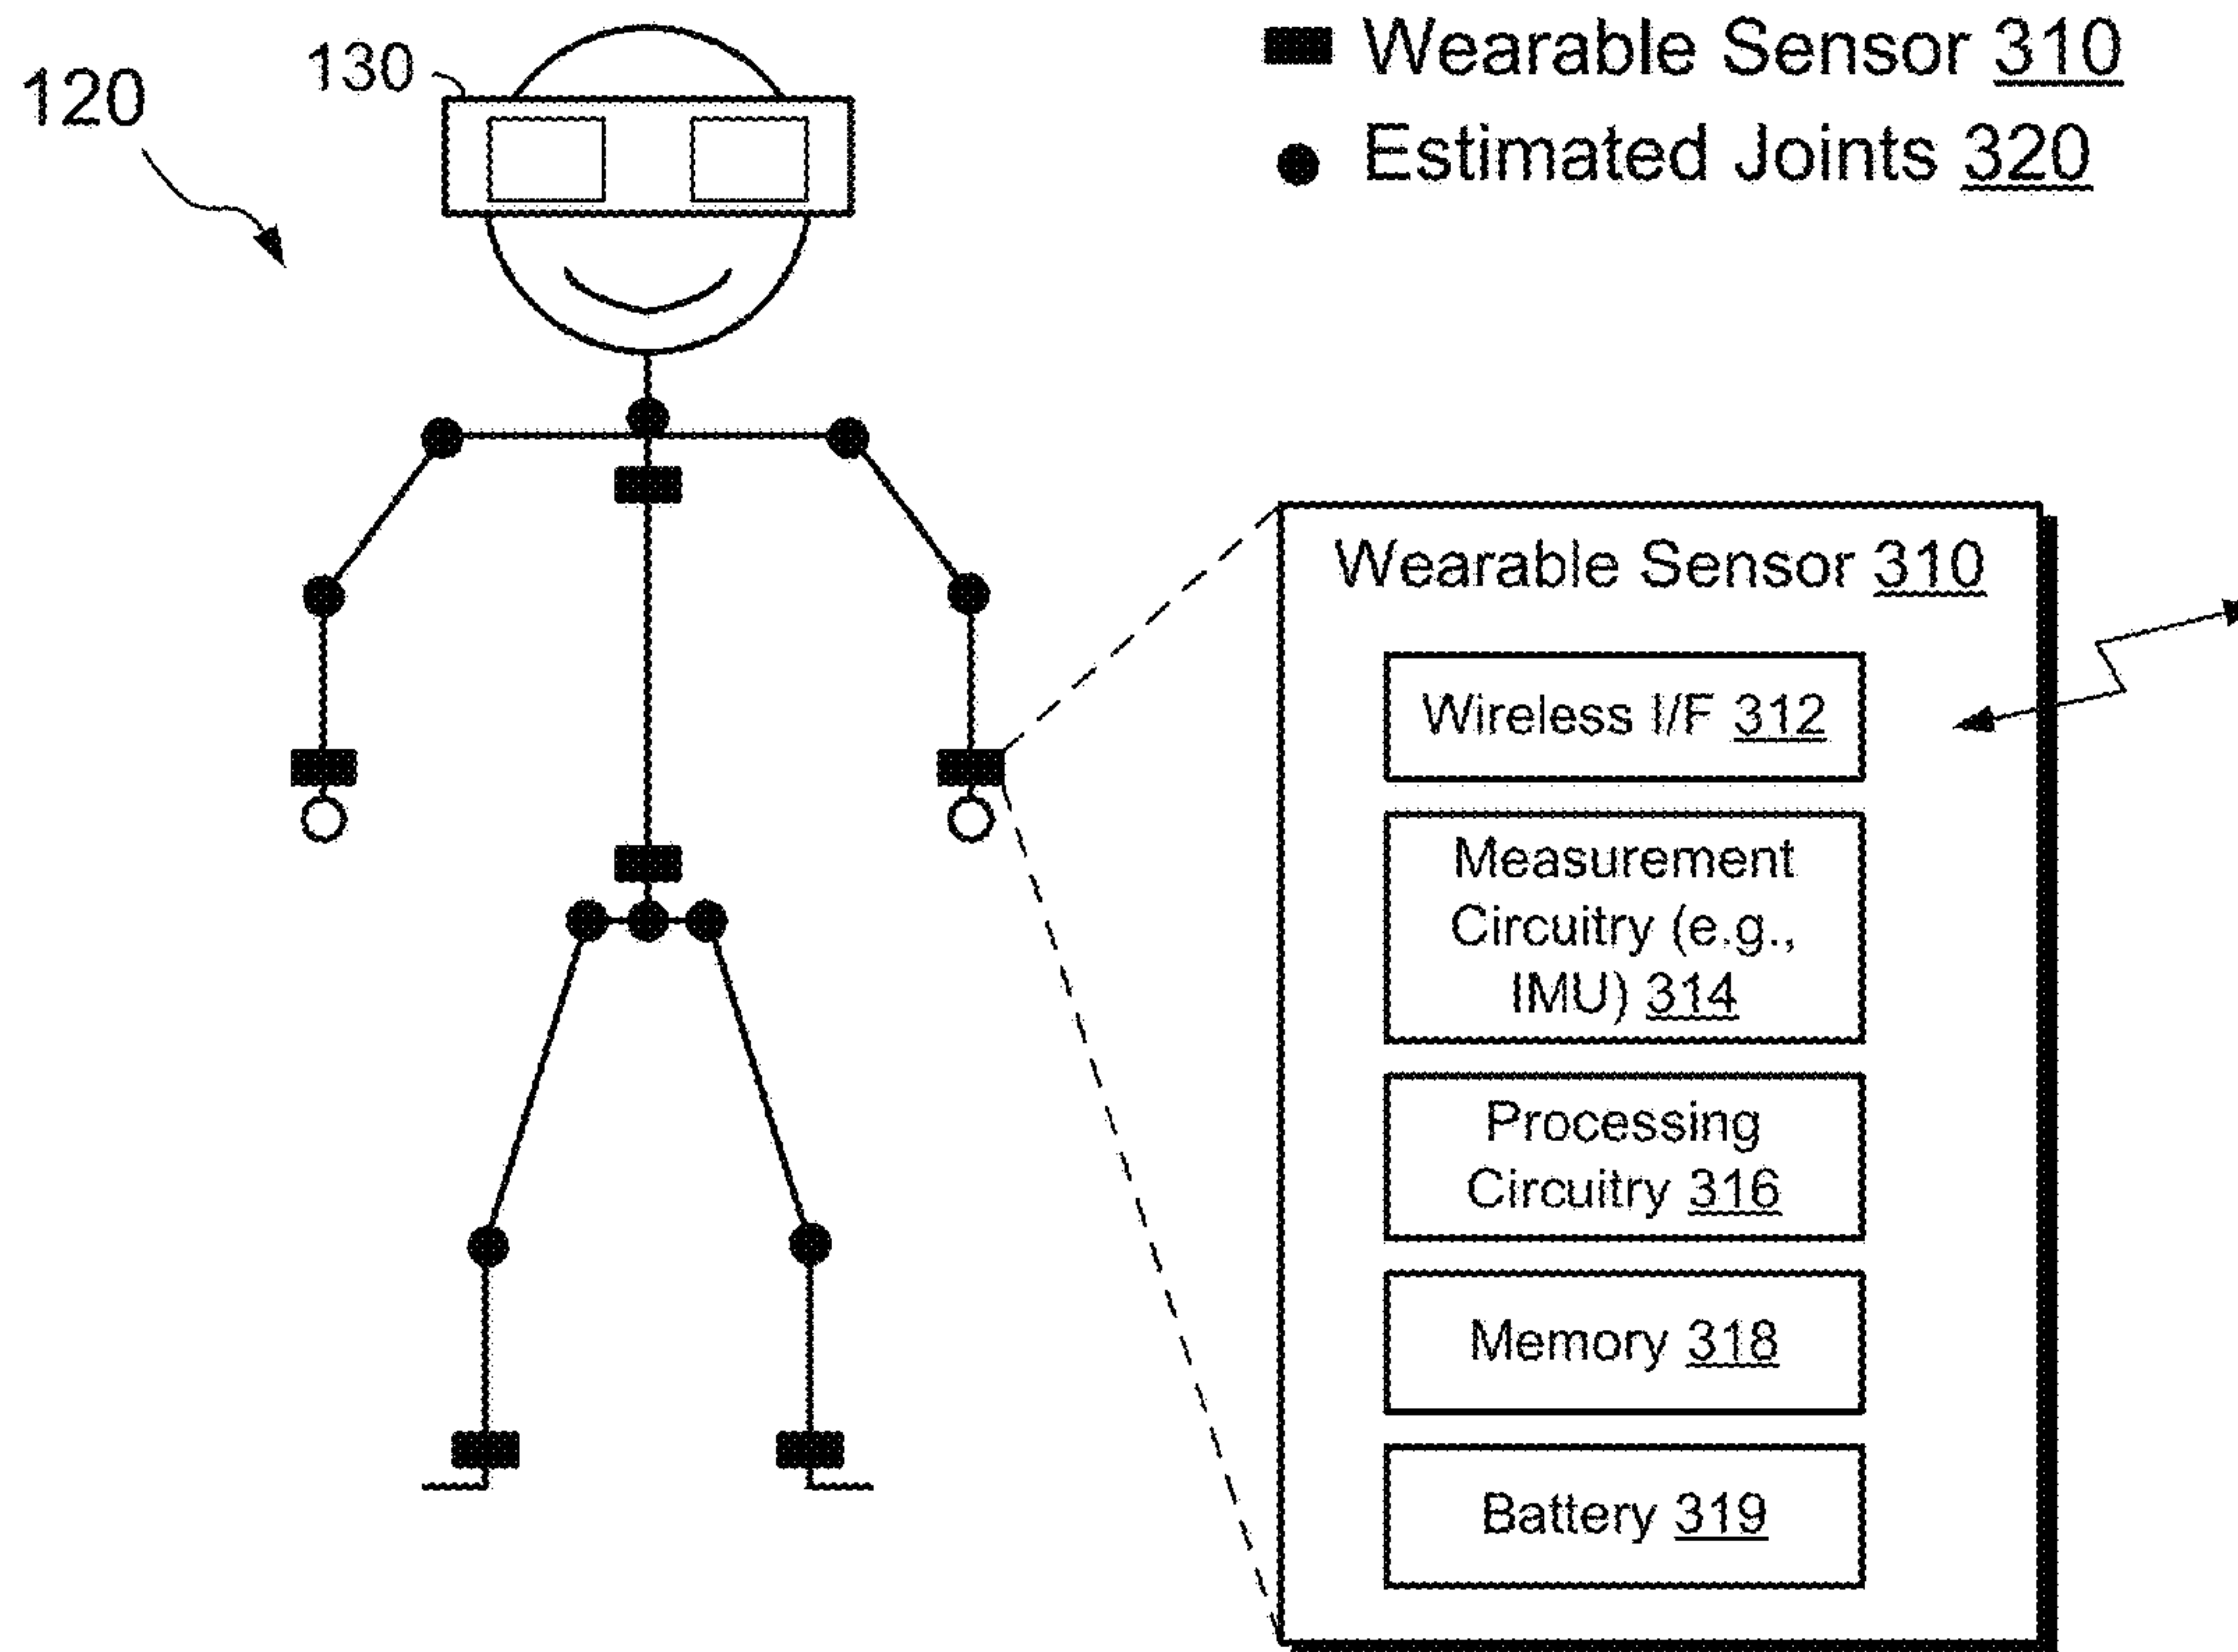 120
130
Wearable Sensor 310
Estimated Joints 320
Wearable Sensor 310
Wireless I/F 312
Measurement
Circuitry (e.g.,
IMU) 314
Processing
Circuitry 316
Memory 318
Battery 319